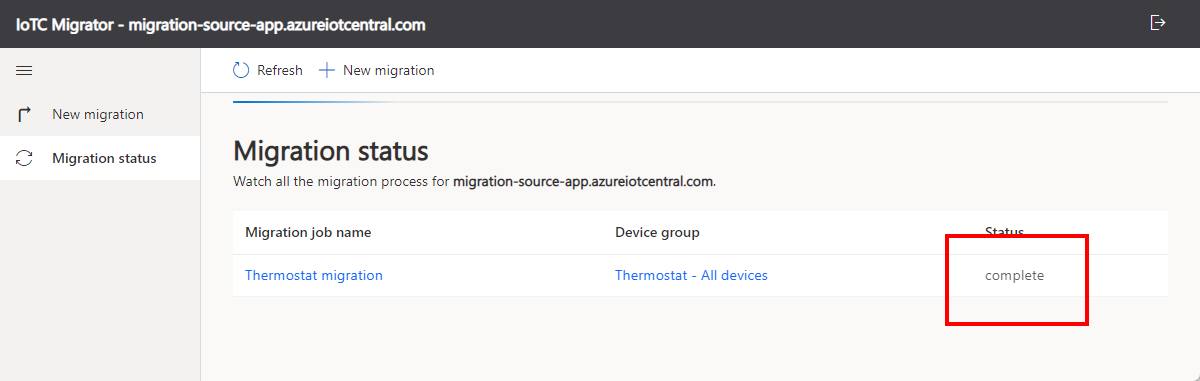 IoTC Migrator - migration-source-app.azureiotcentral.com
Refresh New migration
New migration
Migration status
Migration status
Watch all the migration process for migration-source-app.azureiotcentral.com.
Migration job name Device group Status
Thermostat migration Thermostat - All devices complete